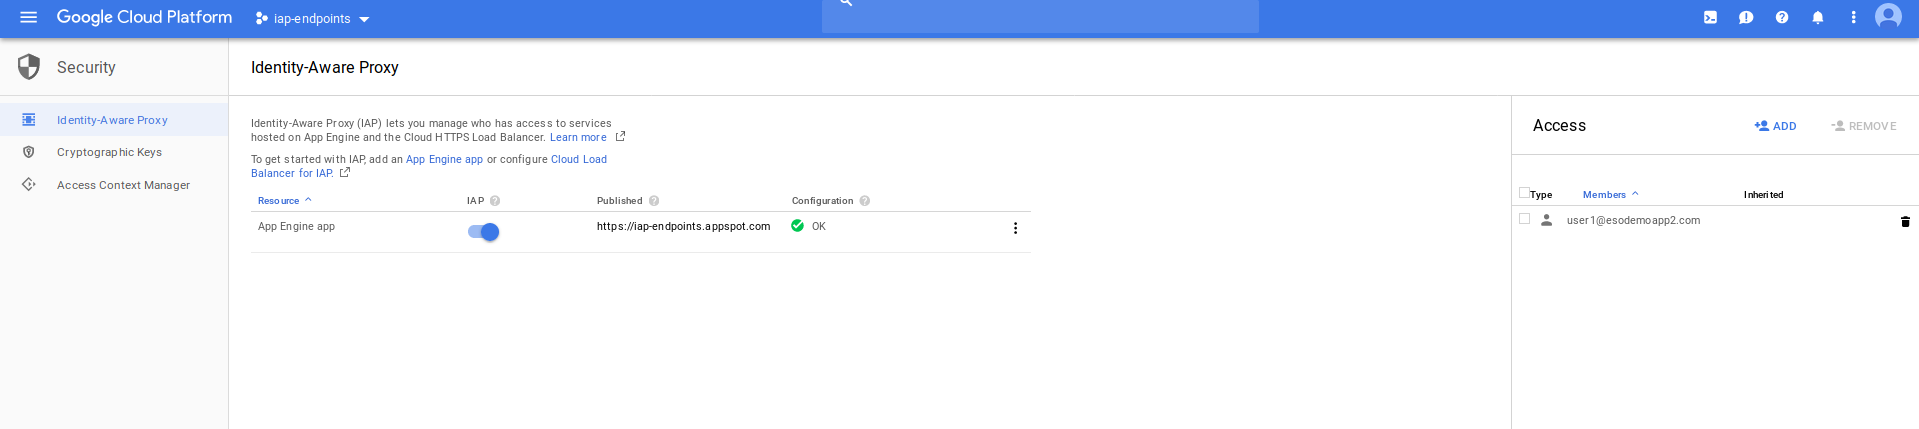 Google Cloud Platform
iap-endpoints
Security
Identity-Aware Proxy
Identity-Aware Proxy
Cryptographic Keys
Access Context Manager
Identity-Aware Proxy (IAP) lets you manage who has access to services
hosted on App Engine and the Cloud HTTPS Load Balancer. Learn more
To get started with IAP, add an App Engine app or configure Cloud Load
Balancer for IAP.
Resource IAP Published Configuration
App Engine app https://iap-endpoints.appspot.com OK
Access ADD REMOVE
Type Members Inherited
user1@esodemoapp2.com